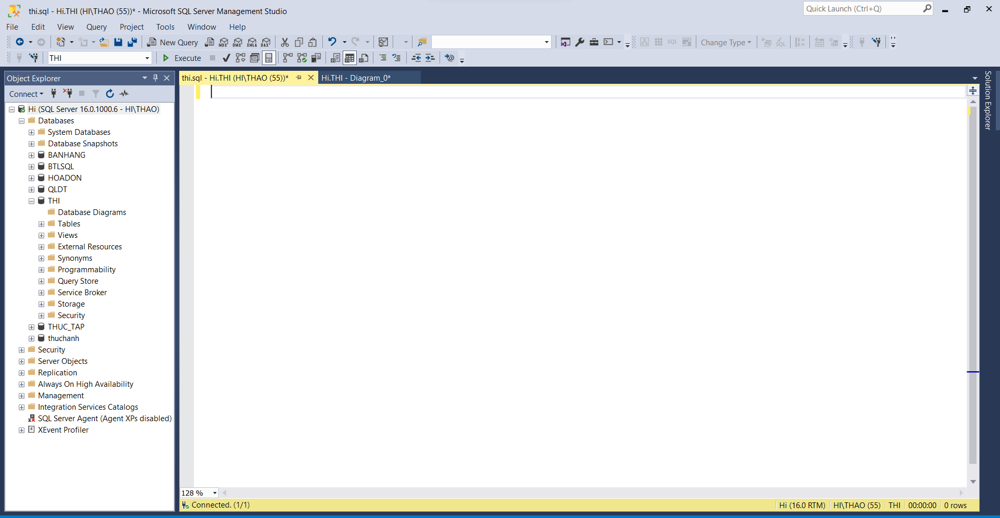 thi.sql - Hi.THI (HI\THAO (55))* - Microsoft SQL Server Management Studio
Quick Launch (Ctrl+Q)
File Edit View Query Project Tools Window Help
New Query MDX DMX XMLA DAX SQL Change Type SQL
THI Execute
Object Explorer
Connect
Hi (SQL Server 16.0.1000.6 - HI\THAO)
Databases
System Databases
Database Snapshots
BANHANG
BTLSQL
HOADON
QLDT
THI
Database Diagrams
Tables
Views
External Resources
Synonyms
Programmability
Query Store
Service Broker
Storage
Security
THUC_TAP
thuchanh
Security
Server Objects
Replication
Always On High Availability
Management
Integration Services Catalogs
SQL Server Agent (Agent XPs disabled)
XEvent Profiler
thi.sql - Hi.THI (HI\THAO (55))* Hi.THI - Diagram_0*
128 %
Connected. (1/1)
Hi (16.0 RTM) HI\THAO (55) THI 00:00:00 0 rows
Solution Explorer